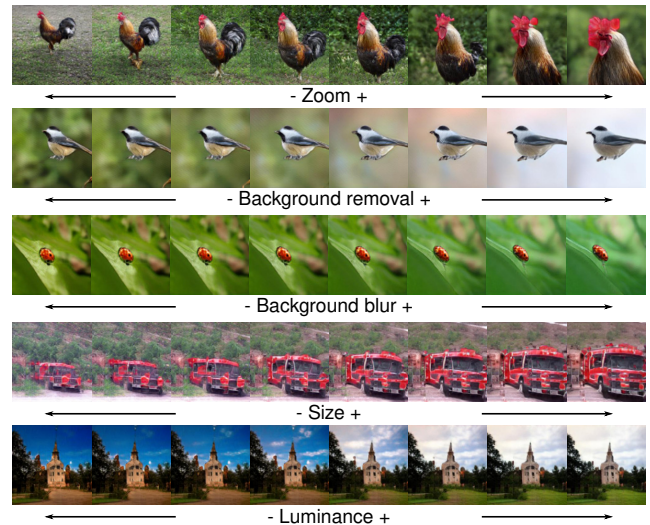 - Zoom +
- Background removal +
- Background blur +
- Size +
- Luminance +